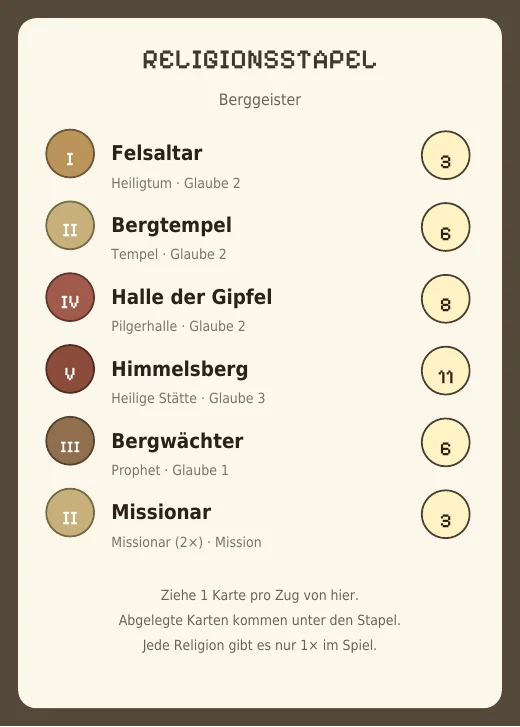 RELIGIONSSTAPEL
Berggeister
I Felsaltar 3
Heiligtum · Glaube 2
II Bergtempel 6
Tempel · Glaube 2
IV Halle der Gipfel 8
Pilgerhalle · Glaube 2
V Himmelsberg 11
Heilige Stätte · Glaube 3
III Bergwächter 6
Prophet · Glaube 1
II Missionar 3
Missionar (2×) · Mission
Ziehe 1 Karte pro Zug von hier.
Abgelegte Karten kommen unter den Stapel.
Jede Religion gibt es nur 1× im Spiel.